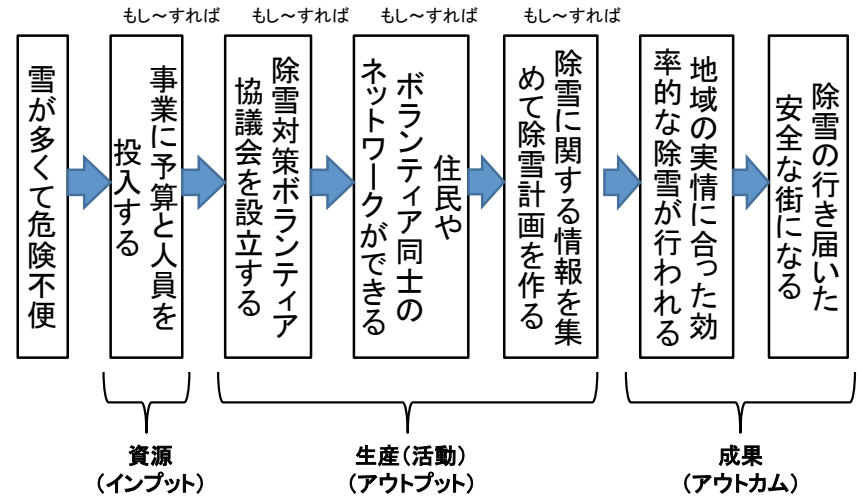 もし～すれば
もし～すれば
もし～すれば
もし～すれば
雪が多くて危険不便
事業に予算と人員を
投入する
除雪対策ボランティア
協議会を設立する
住民や
ボランティア同士の
ネットワークができる
除雪に関する情報を集
めて除雪計画を作る
地域の実情に合った効
率的な除雪が行われる
除雪の行き届いた
安全な街になる
資源
（インプット）
生産（活動）
（アウトプット）
成果
（アウトカム）